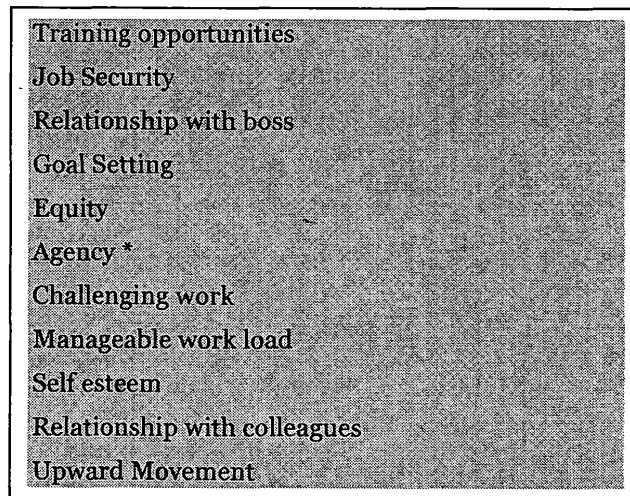 Training opportunities
Job Security
Relationship with boss
Goal Setting
Equity
Agency *
Challenging work
Manageable work load
Self esteem
Relationship with colleagues
Upward Movement